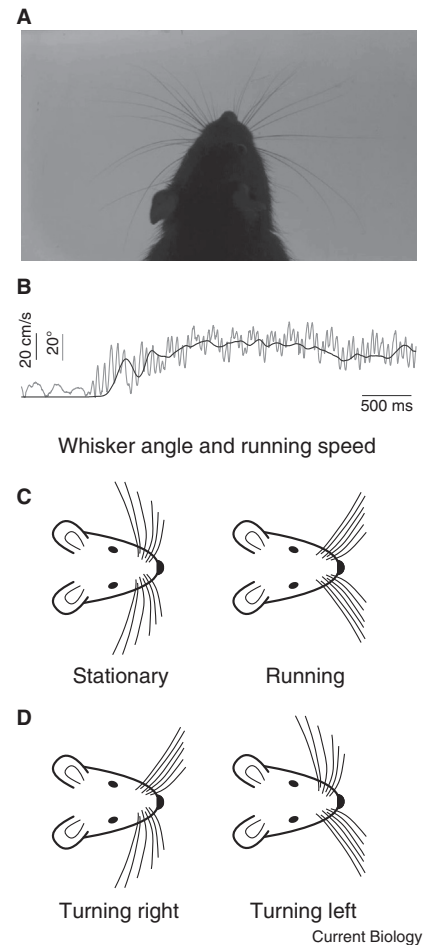 A
B
20 cm/s
20°
500 ms
Whisker angle and running speed
C
Stationary
Running
D
Turning right
Turning left
Current Biology